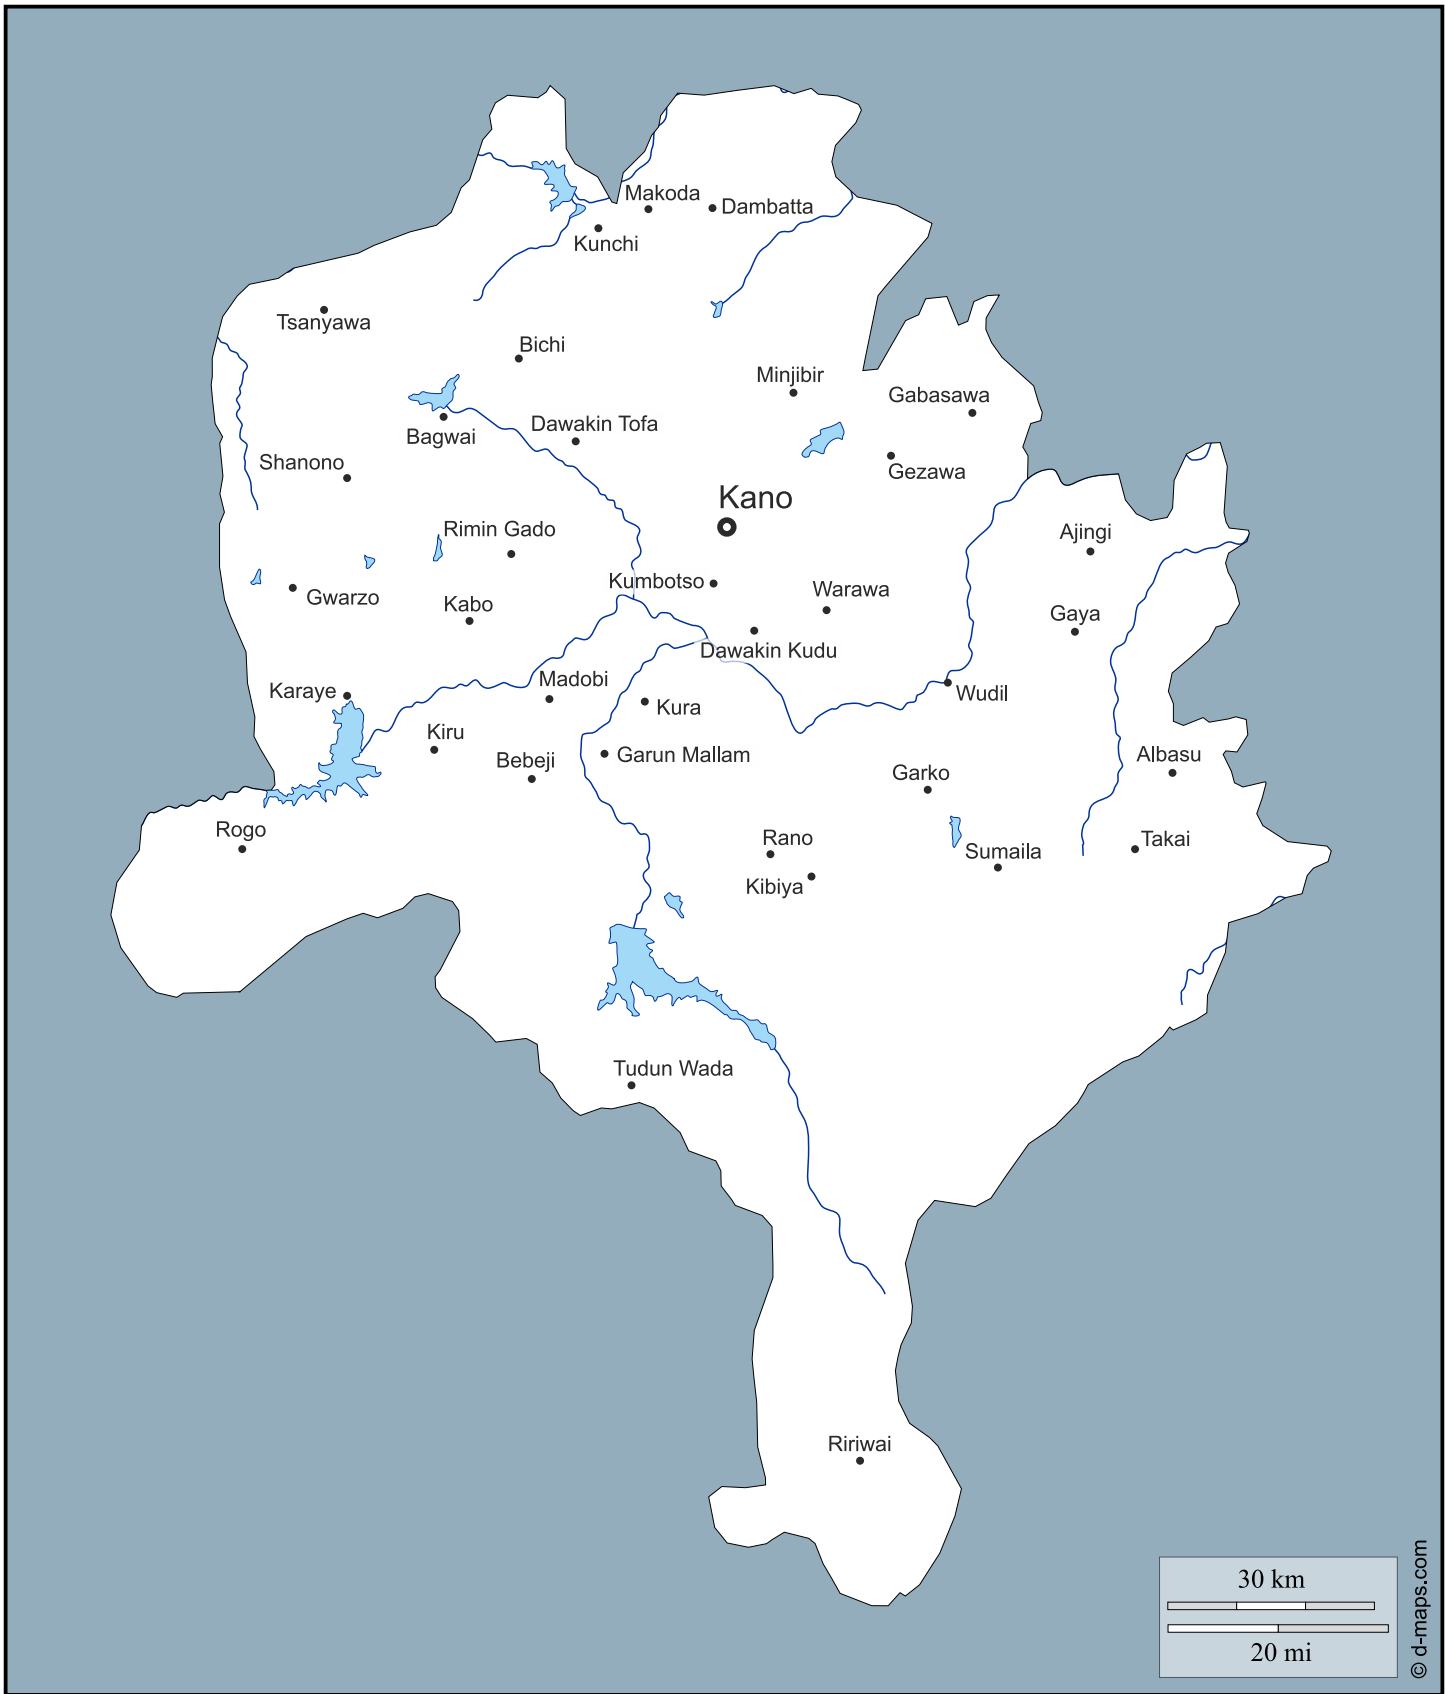 Makoda
Dambatta
Kunchi
Tsanyawa
Bichi
Minjibir
Gabasawa
Dawakin Tofa
Bagwai
Shanono
Gezawa
Kano
Rimin Gado
Ajingi
Kumbotso
Warawa
Gwarzo
Kabo
Gaya
Dawakin Kudu
Madobi
Karaye
Wudil
Kura
Kiru
Garun Mallam
Albasu
Bebeji
Garko
Rogo
Rano
Takai
Sumaila
Kibiya
Tudun Wada
Ririwai
30 km
20 mi
© d-maps.com